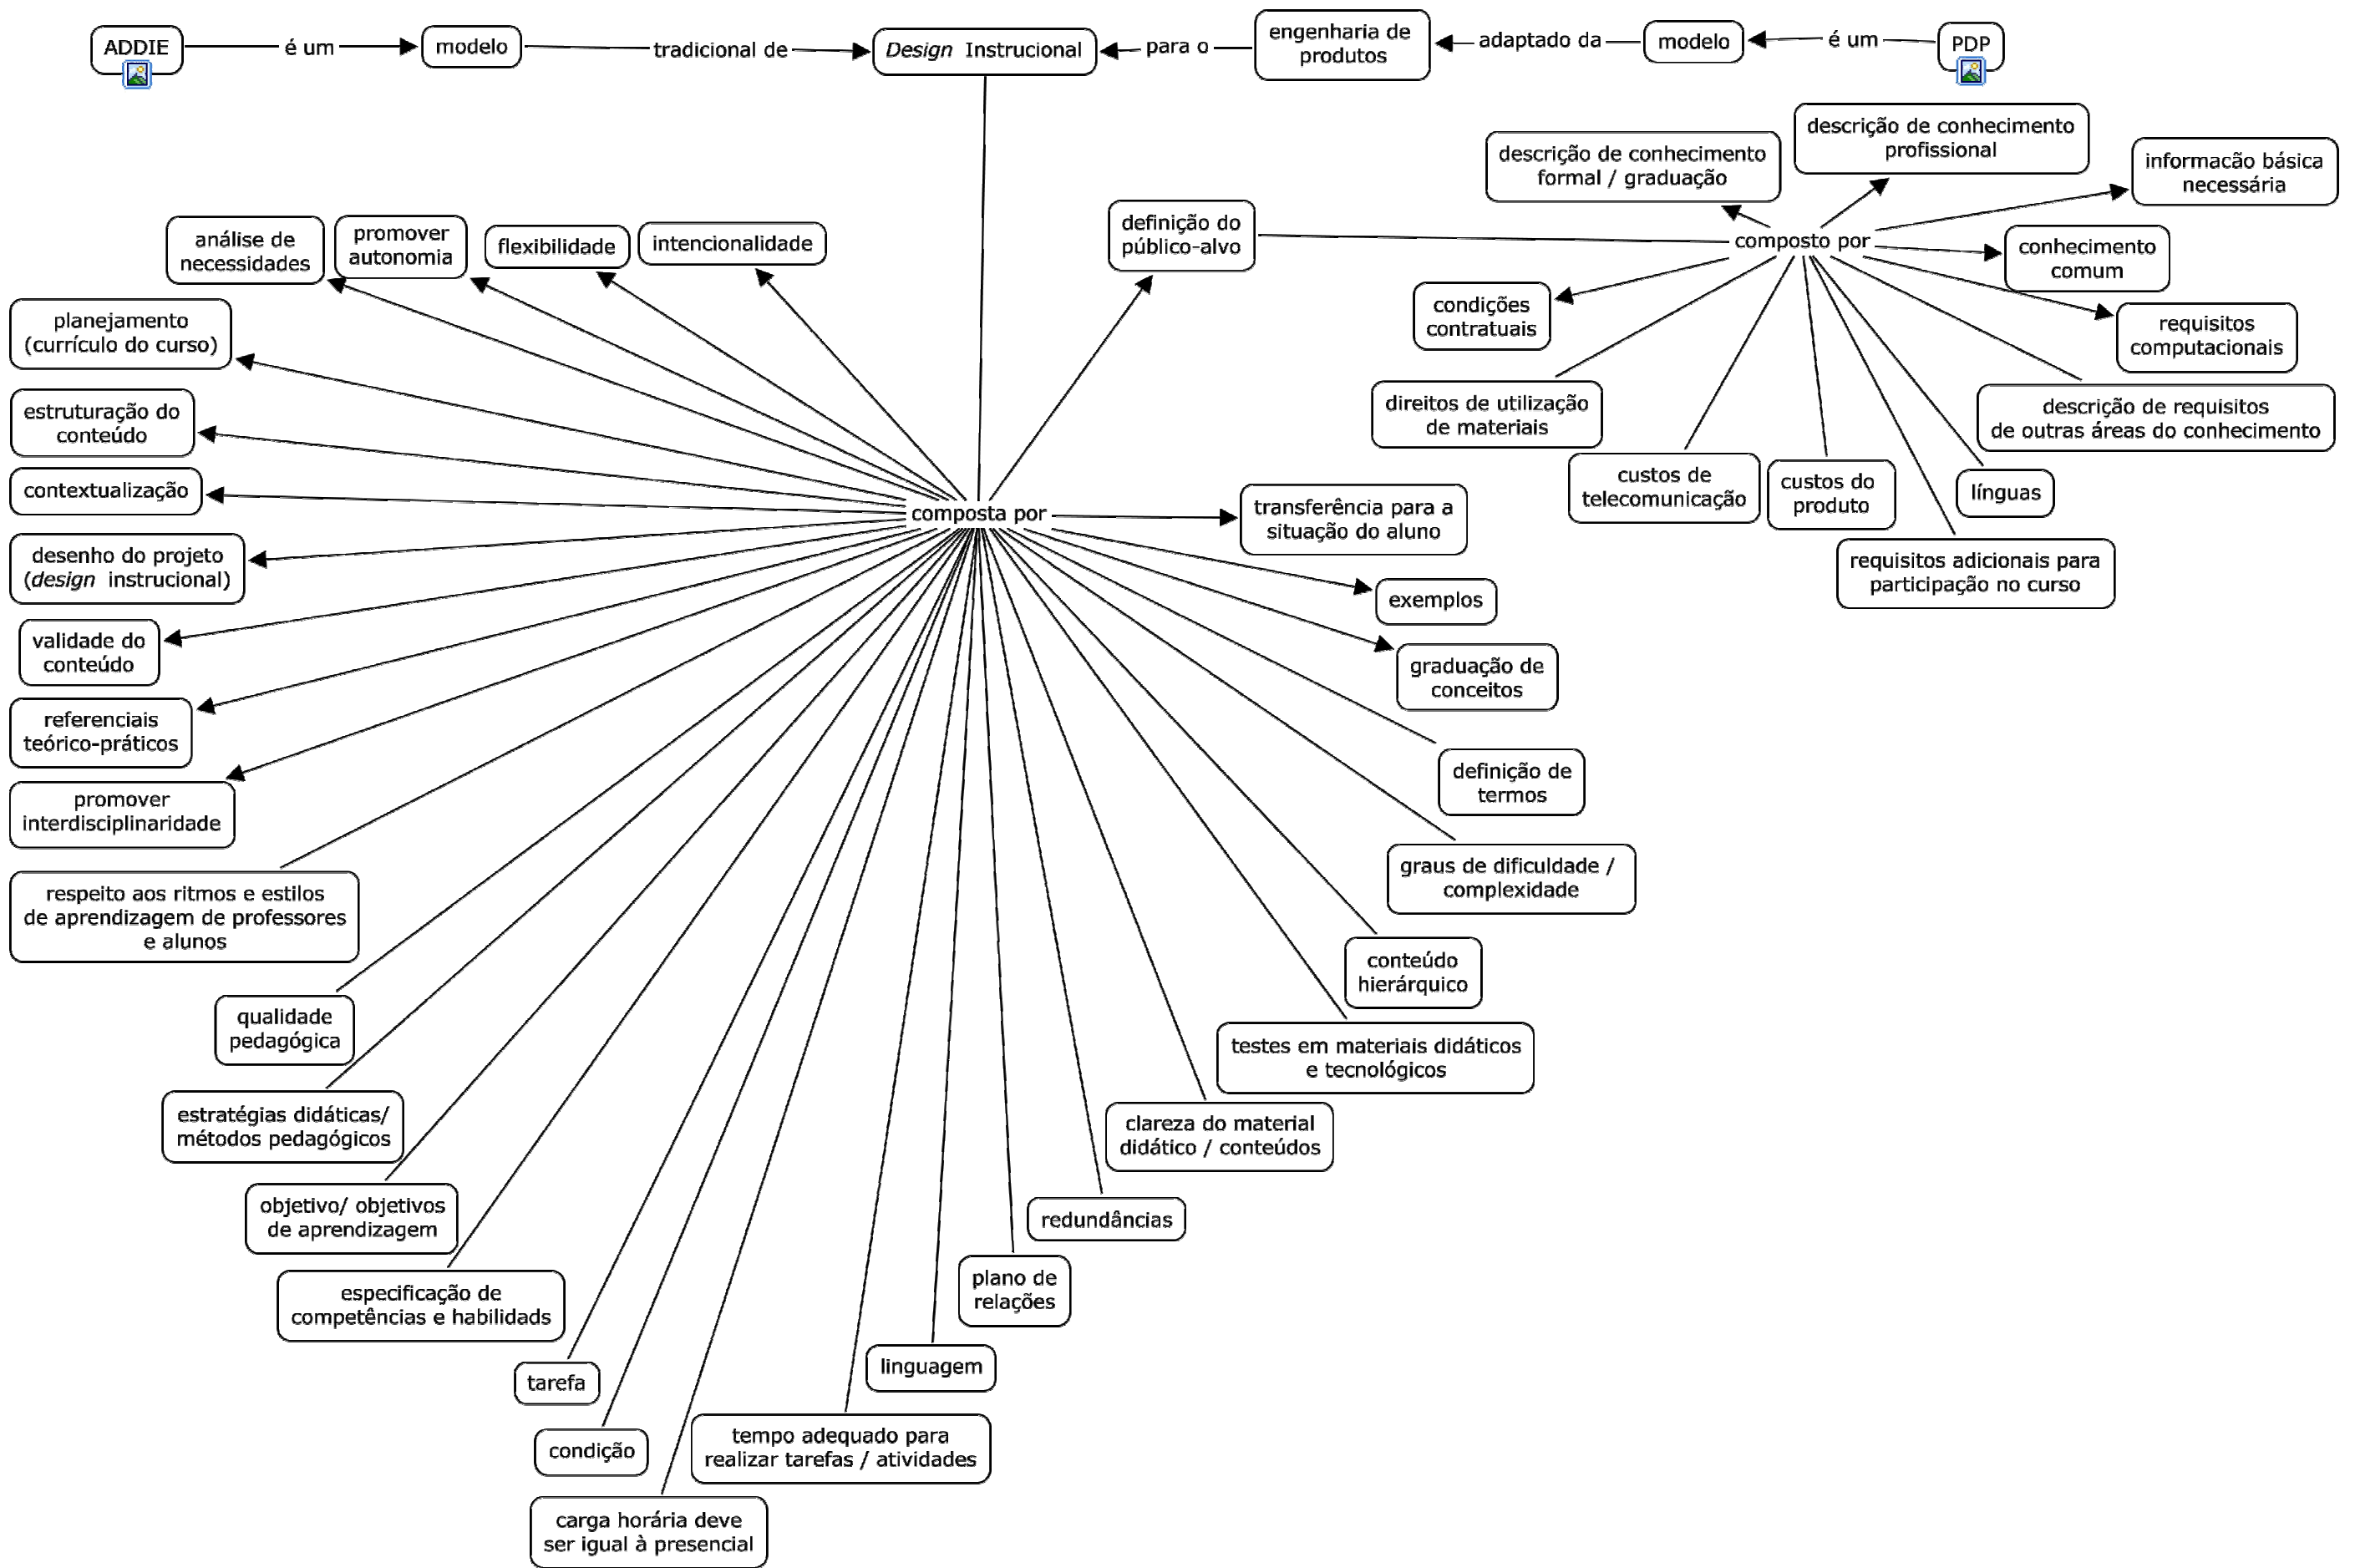 ADDIE
é um
modelo
tradicional de
Design Instrucional
para o
engenharia de
produtos
adaptado da
modelo
é um
PDP
descrição de conhecimento
profissional
descrição de conhecimento
formal / graduação
informacão básica
necessária
análise de
necessidades
promover
autonomia
flexibilidade
intencionalidade
definição do
público-alvo
composto por
conhecimento
comum
condições
contratuais
requisitos
computacionais
planejamento
(currículo do curso)
direitos de utilização
de materiais
descrição de requisitos
de outras áreas do conhecimento
estruturação do
conteúdo
custos de
telecomunicação
custos do
produto
línguas
contextualização
composta por
transferência para a
situação do aluno
requisitos adicionais para
participação no curso
desenho do projeto
(design instrucional)
exemplos
validade do
conteúdo
graduação de
conceitos
referenciais
teórico-práticos
definição de
termos
promover
interdisciplinaridade
graus de dificuldade /
complexidade
respeito aos ritmos e estilos
de aprendizagem de professores
e alunos
conteúdo
hierárquico
qualidade
pedagógica
testes em materiais didáticos
e tecnológicos
estratégias didáticas/
métodos pedagógicos
clareza do material
didático / conteúdos
objetivo/ objetivos
de aprendizagem
redundâncias
especificação de
competências e habilidads
plano de
relações
tarefa
linguagem
condição
tempo adequado para
realizar tarefas / atividades
carga horária deve
ser igual à presencial